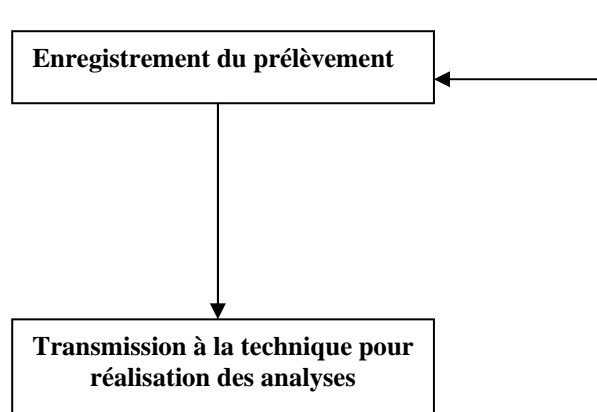 Enregistrement du prélèvement
Transmission à la technique pour
réalisation des analyses